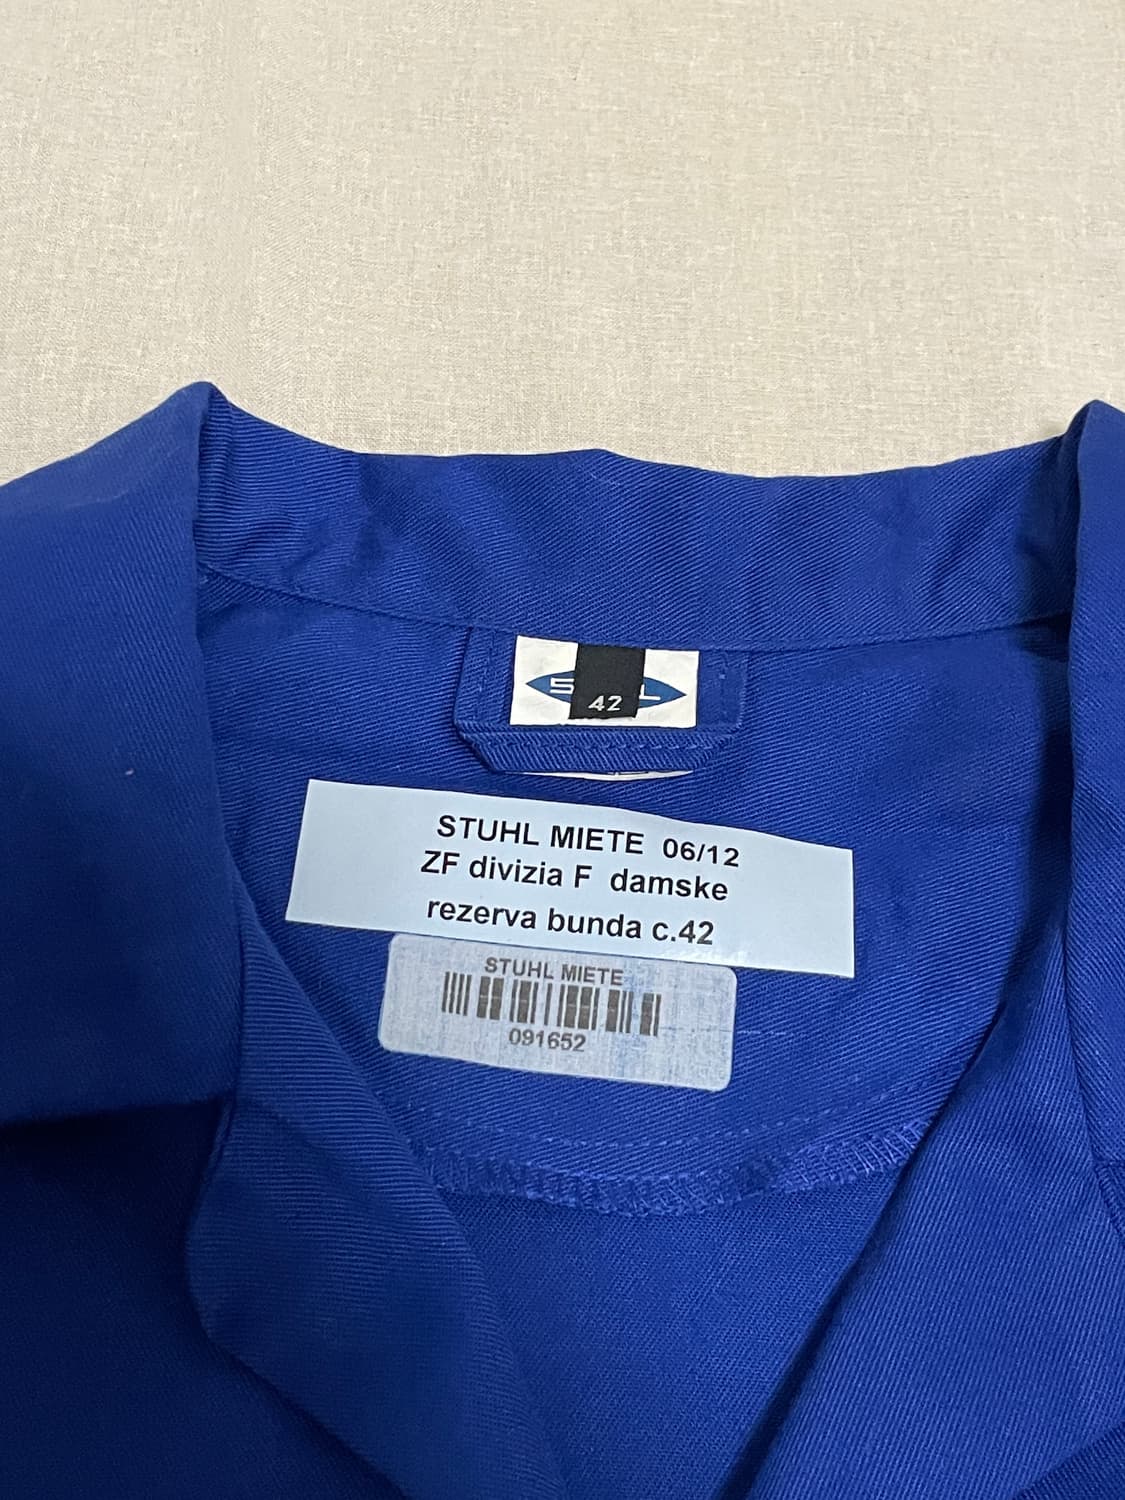 42
STUHL MIETE 06/12
ZF divizia F damske
rezerva bunda c.42
STUHL MIETE
091652